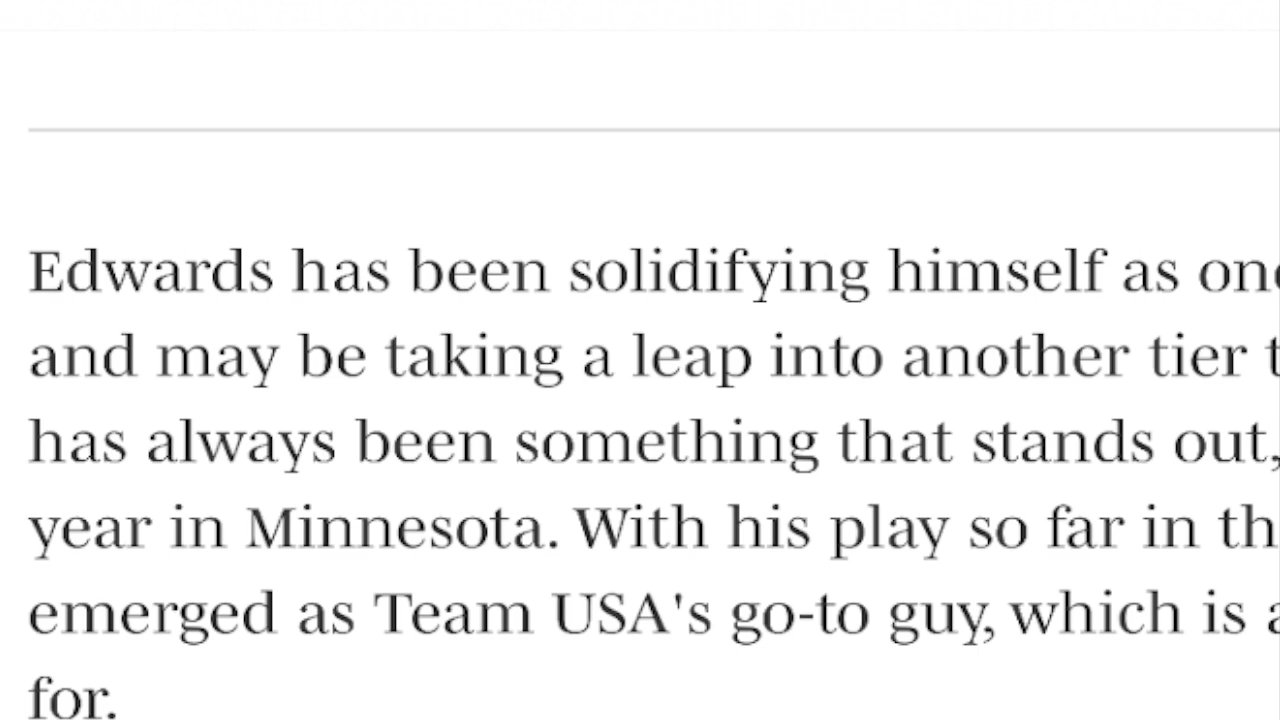 Edwards has been solidifying himself as one
and may be taking a leap into another tier
has always been something that stands out,
year in Minnesota. With his play so far in
emerged as Team USA's go-to guy, which is
for.